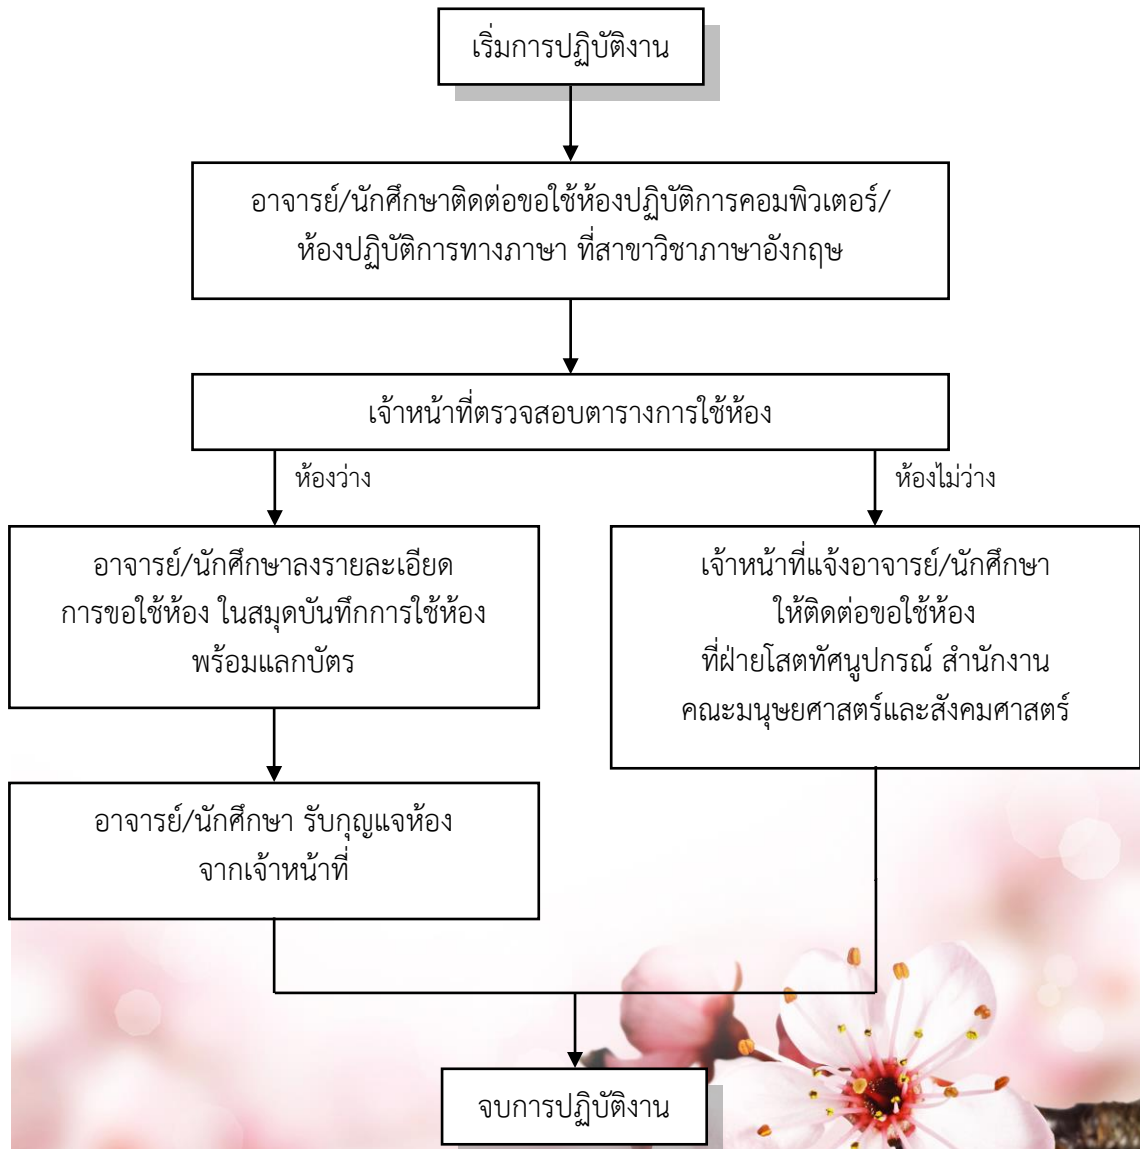 เริ่มการปฏิบัติงาน
อาจารย์/นักศึกษาติดต่อขอใช้ห้องปฏิบัติการคอมพิวเตอร์/
ห้องปฏิบัติการทางภาษา ที่สาขาวิชาภาษาอังกฤษ
เจ้าหน้าที่ตรวจสอบตารางการใช้ห้อง
ห้องว่าง
ห้องไม่ว่าง
อาจารย์/นักศึกษาลงรายละเอียด
การขอใช้ห้อง ในสมุดบันทึกการใช้ห้อง
พร้อมแลกบัตร
เจ้าหน้าที่แจ้งอาจารย์/นักศึกษา
ให้ติดต่อขอใช้ห้อง
ที่ฝ่ายโสตทัศนูปกรณ์ สำนักงาน
คณะมนุษยศาสตร์และสังคมศาสตร์
อาจารย์/นักศึกษา รับกุญแจห้อง
จากเจ้าหน้าที่
จบการปฏิบัติงาน